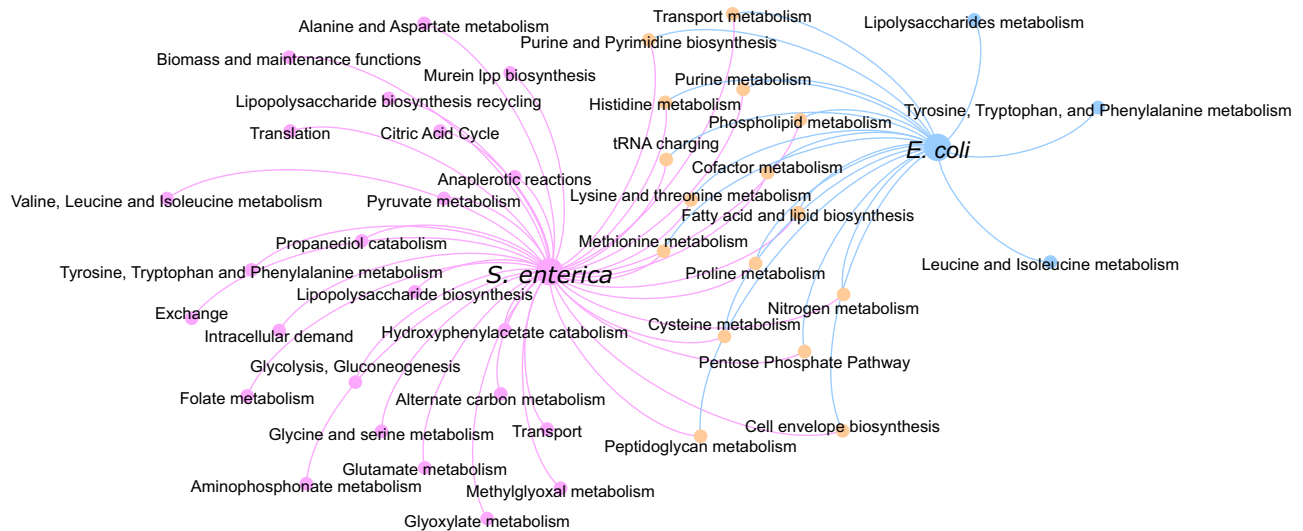 Transport metabolism
Lipolysaccharides metabolism
Alanine and Aspartate metabolism
Purine and Pyrimidine biosynthesis
Biomass and maintenance functions
Murein lpp biosynthesis
Purine metabolism
Lipopolysaccharide biosynthesis recycling
Histidine metabolism
Tyrosine, Tryptophan, and Phenylalanine metabolism
Phospholipid metabolism
Translation
Citric Acid Cycle
tRNA charging
E. coli
Cofactor metabolism
Anaplerotic reactions
Valine, Leucine and Isoleucine metabolism
Pyruvate metabolism
Lysine and threonine metabolism
Fatty acid and lipid biosynthesis
Propanediol catabolism
Methionine metabolism
Leucine and Isoleucine metabolism
Tyrosine, Tryptophan and Phenylalanine metabolism
S. enterica
Proline metabolism
Lipopolysaccharide biosynthesis
Exchange
Nitrogen metabolism
Intracellular demand
Hydroxyphenylacetate catabolism
Cysteine metabolism
Glycolysis, Gluconeogenesis
Pentose Phosphate Pathway
Folate metabolism
Alternate carbon metabolism
Glycine and serine metabolism
Transport
Cell envelope biosynthesis
Peptidoglycan metabolism
Glutamate metabolism
Aminophosphonate metabolism
Methylglyoxal metabolism
Glyoxylate metabolism